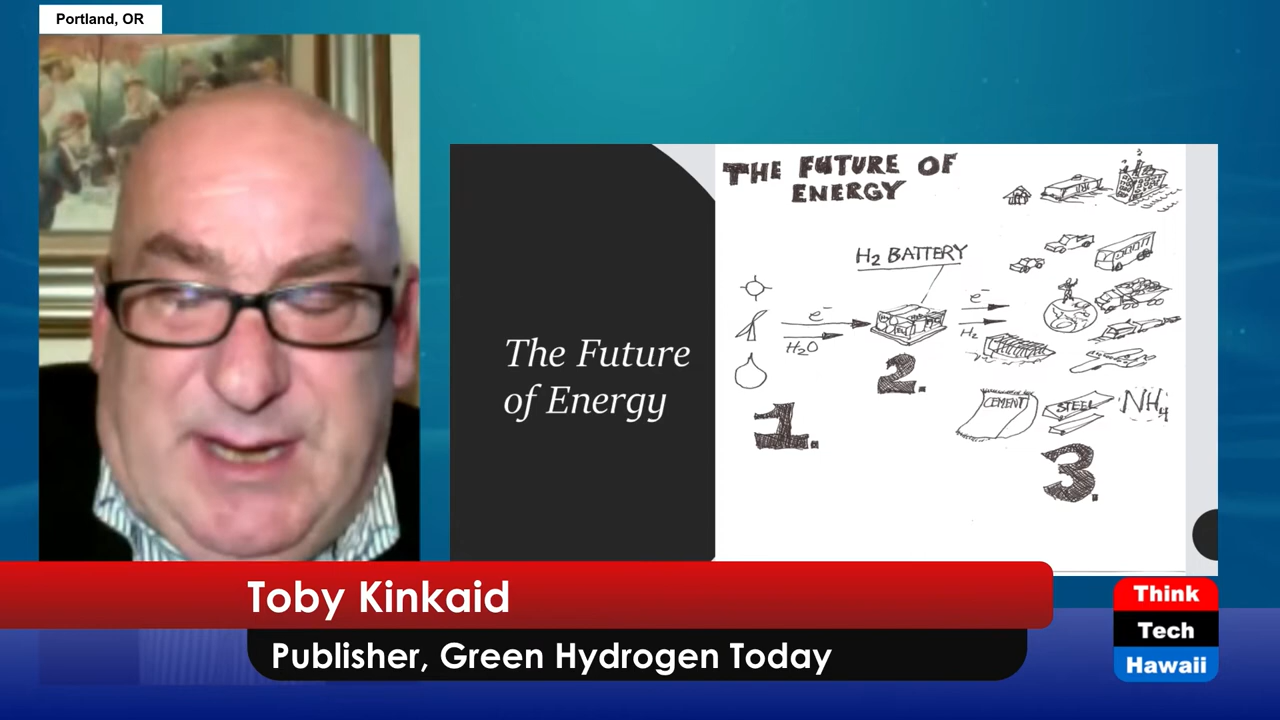 Portland, OR
The Future
of Energy
THE FUTURE OF
ENERGY
H₂ BATTERY
e⁻
H₂O
e⁻
H₂
CEMENT
STEEL
NH₄
1.
2.
3.
Toby Kinkaid
Publisher, Green Hydrogen Today
Think
Tech
Hawaii